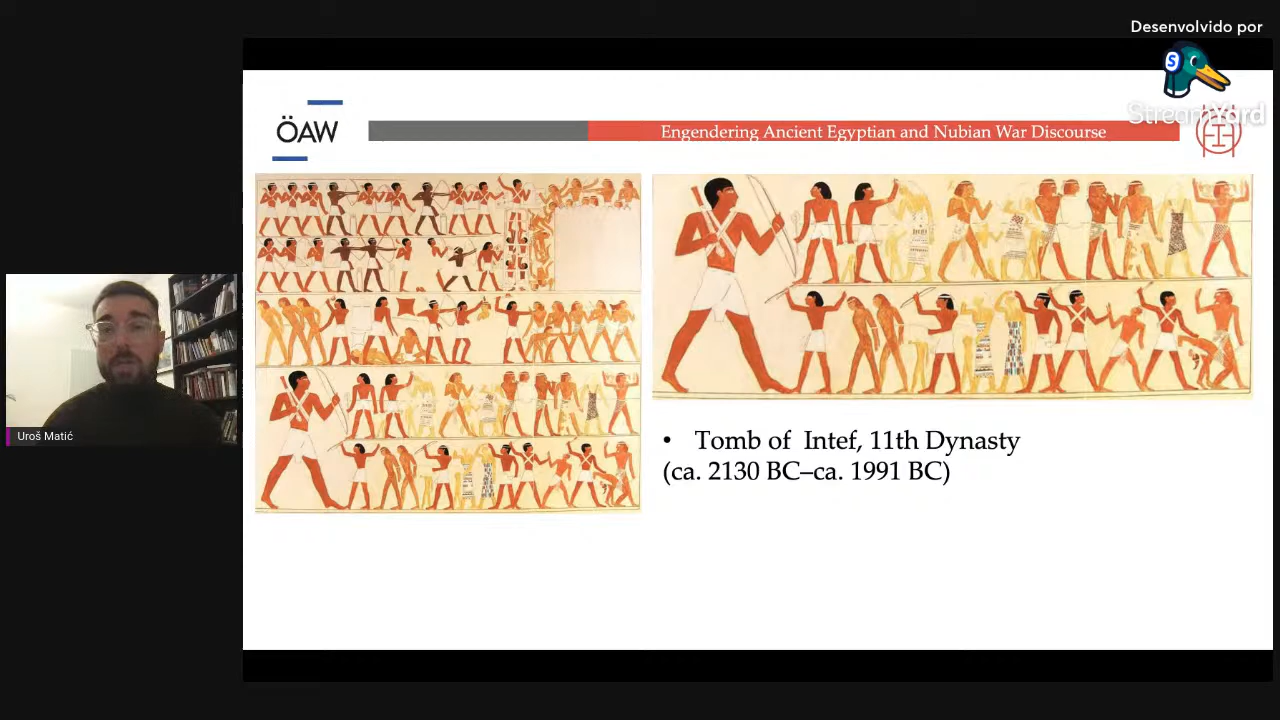 Desenvolvido por
S
StreamYard
ÖAW
Engendering Ancient Egyptian and Nubian War Discourse
Uroš Matić
• Tomb of Intef, 11th Dynasty
(ca. 2130 BC–ca. 1991 BC)